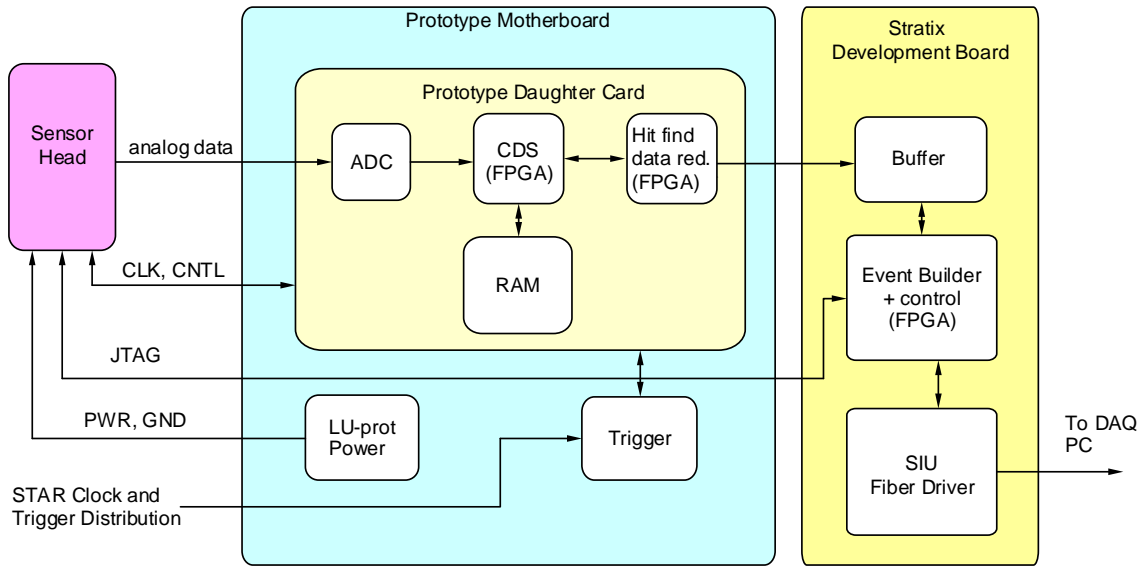 Prototype Motherboard
Stratix
Development Board
Prototype Daughter Card
Sensor
Head
analog data
ADC
CDS
(FPGA)
Hit find
data red.
(FPGA)
Buffer
CLK, CNTL
RAM
Event Builder
+ control
(FPGA)
JTAG
PWR, GND
LU-prot
Power
Trigger
SIU
Fiber Driver
To DAQ
PC
STAR Clock and
Trigger Distribution